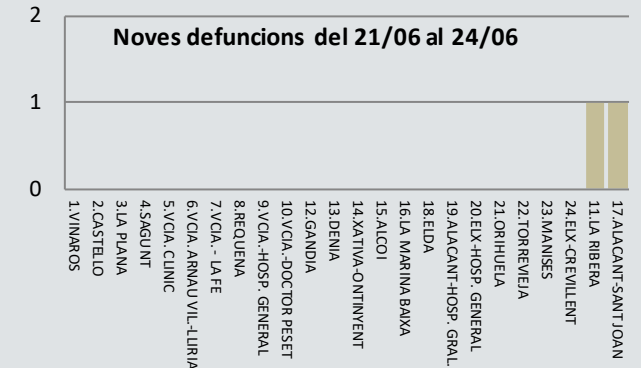 Noves defuncions del 21/06 al 24/06
2
1
0
1.VINAROS
2.CASTELLO
3.LA PLANA
4.SAGUNT
5.VCIA. CLINIC
6.VCIA. ARNAU VIL.-LLIRIA
7.VCIA. - LA FE
8.REQUENA
9.VCIA.-HOSP. GENERAL
10.VCIA.-DOCTOR PESET
12.GANDIA
13.DENIA
14.XATIVA-ONTINYENT
15.ALCOI
16.LA MARINA BAIXA
18.ELDA
19.ALACANT-HOSP. GRAL.
20.ELX-HOSP. GENERAL
21.ORIHUELA
22.TORREVIEJA
23.MANISES
24.ELX-CREVILLENT
11.LA RIBERA
17.ALACANT-SANT JOAN